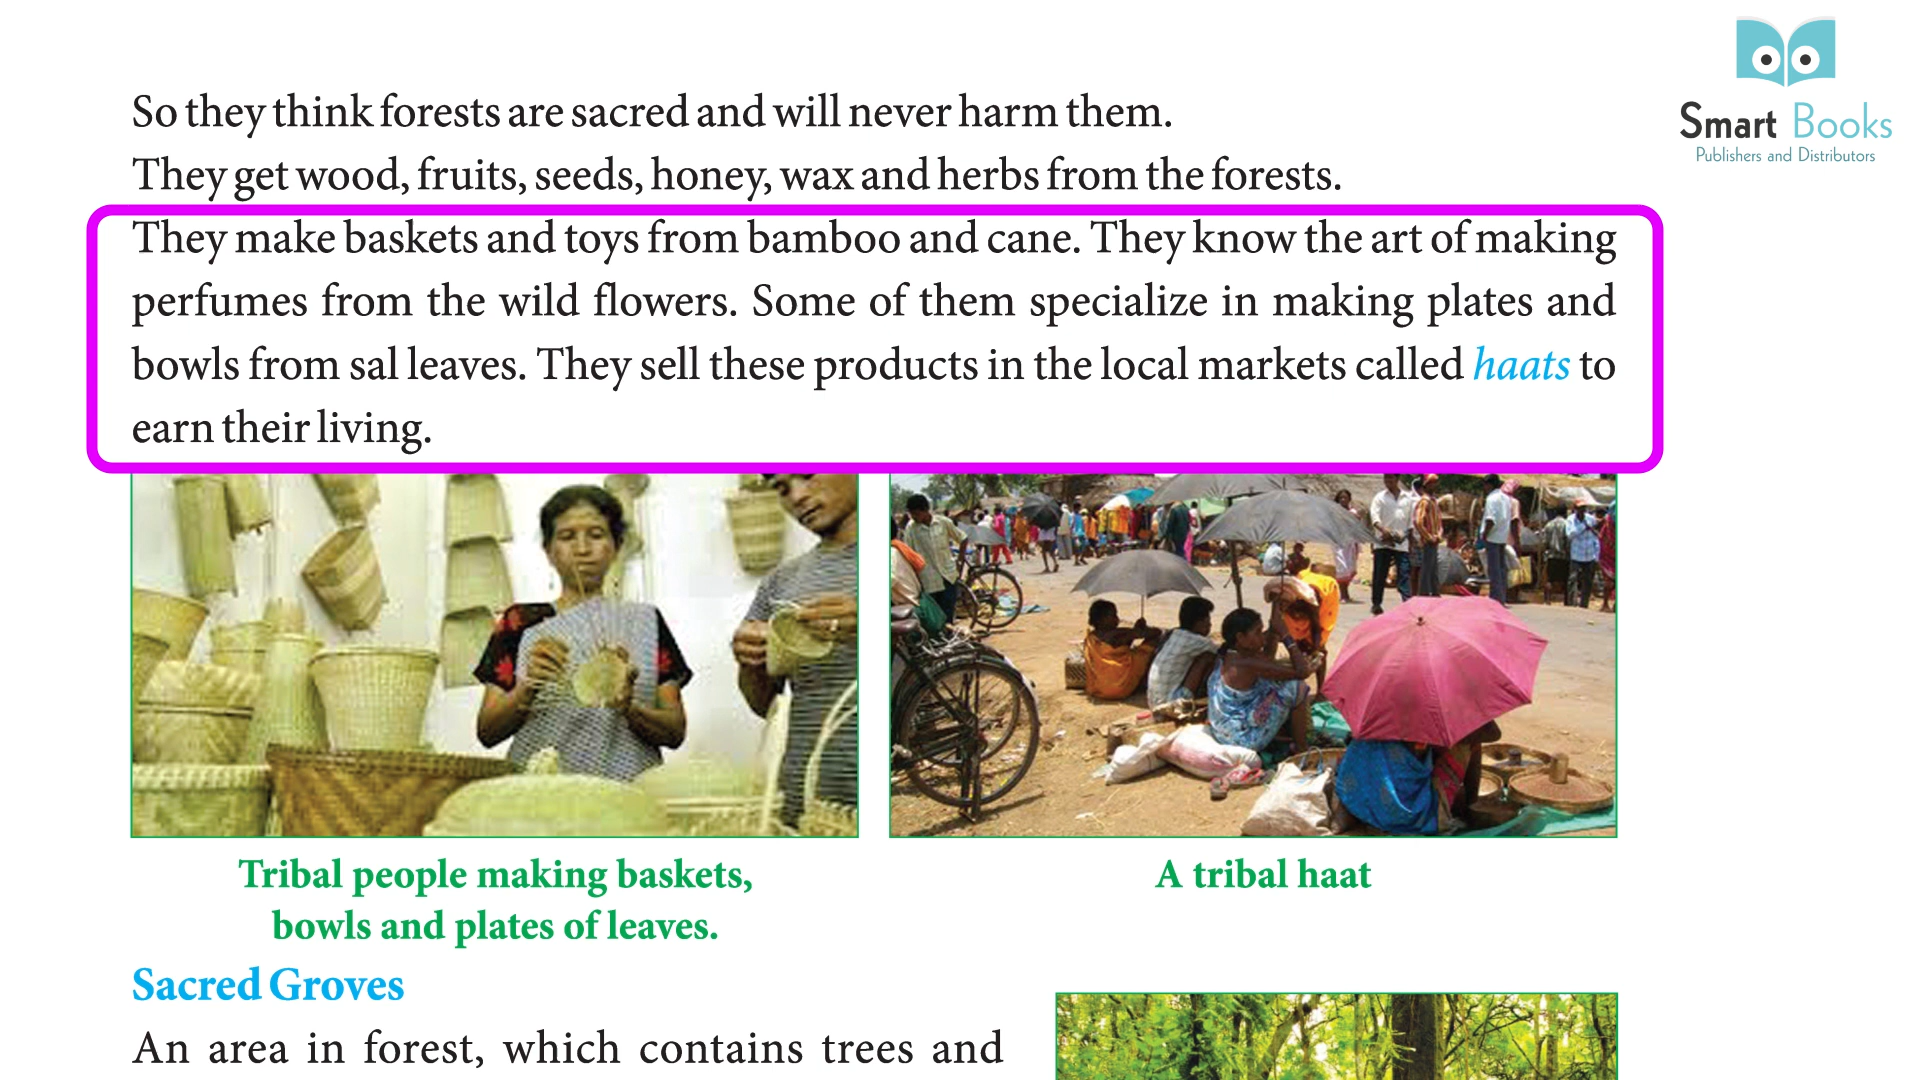 Smart Books
Publishers and Distributors
So they think forests are sacred and will never harm them.
They get wood, fruits, seeds, honey, wax and herbs from the forests.
They make baskets and toys from bamboo and cane. They know the art of making
perfumes from the wild flowers. Some of them specialize in making plates and
bowls from sal leaves. They sell these products in the local markets called haats to
earn their living.
Tribal people making baskets,
bowls and plates of leaves.
A tribal haat
Sacred Groves
An area in forest, which contains trees and